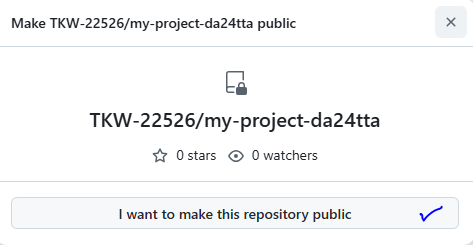 Make TKW-22526/my-project-da24tta public
TKW-22526/my-project-da24tta
0 stars 0 watchers
I want to make this repository public